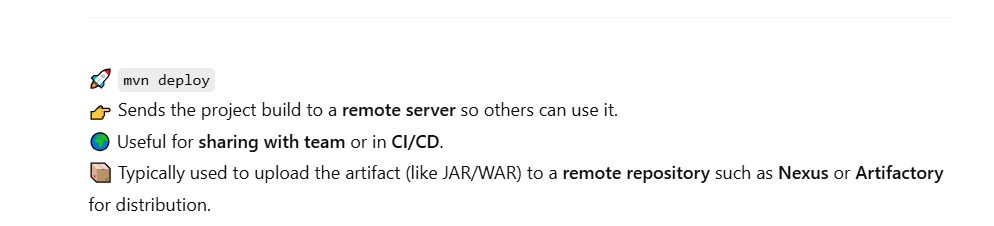 🚀 mvn deploy
👉 Sends the project build to a remote server so others can use it.
🌍 Useful for sharing with team or in CI/CD.
📦 Typically used to upload the artifact (like JAR/WAR) to a remote repository such as Nexus or Artifactory
for distribution.